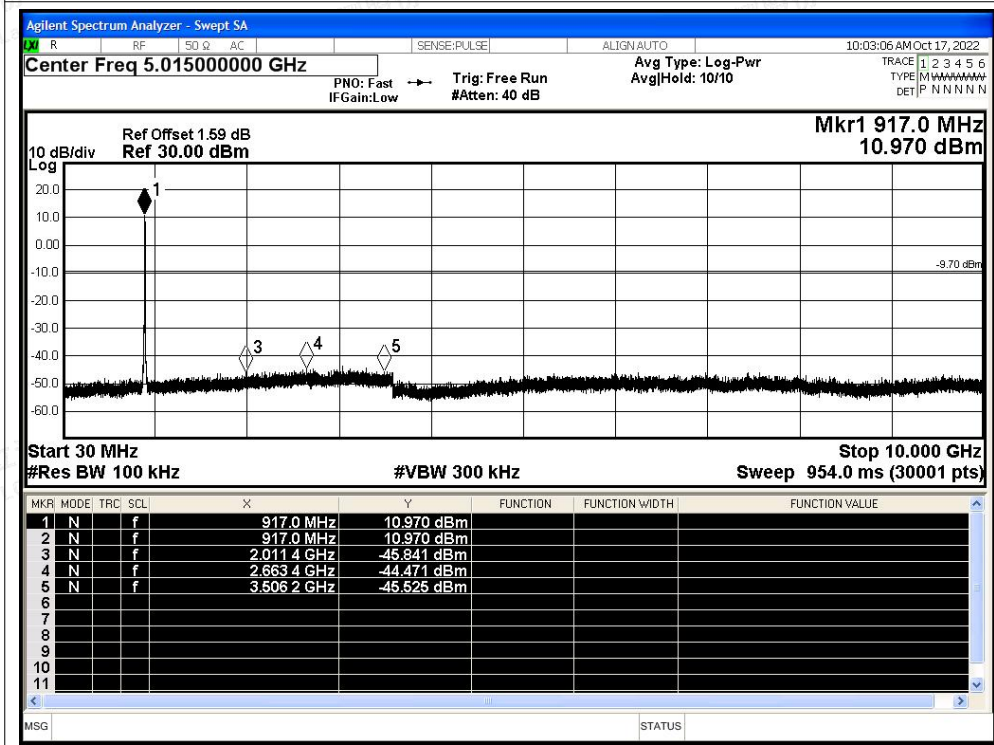 Agilent Spectrum Analyzer - Swept SA
LXI R RF 50 Ω AC SENSE:PULSE ALIGN AUTO 10:03:06 AM Oct 17, 2022
Center Freq 5.015000000 GHz
PNO: Fast
IFGain:Low
Trig: Free Run
#Atten: 40 dB
Avg Type: Log-Pwr
Avg|Hold: 10/10
TRACE 1 2 3 4 5 6
TYPE M WWWWW
DET P N N N N N
Mkr1 917.0 MHz
10.970 dBm
Ref Offset 1.59 dB
10 dB/div Ref 30.00 dBm
Log
20.0
10.0
0.00
-10.0
-20.0
-30.0
-40.0
-50.0
-60.0
1
-9.70 dBm
3
4
5
Start 30 MHz Stop 10.000 GHz
#Res BW 100 kHz #VBW 300 kHz Sweep 954.0 ms (30001 pts)
MKR MODE TRC SCL X Y FUNCTION FUNCTION WIDTH FUNCTION VALUE
1 N f 917.0 MHz 10.970 dBm
2 N f 917.0 MHz 10.970 dBm
3 N f 2.011 4 GHz -45.841 dBm
4 N f 2.663 4 GHz -44.471 dBm
5 N f 3.506 2 GHz -45.525 dBm
6
7
8
9
10
11
MSG STATUS